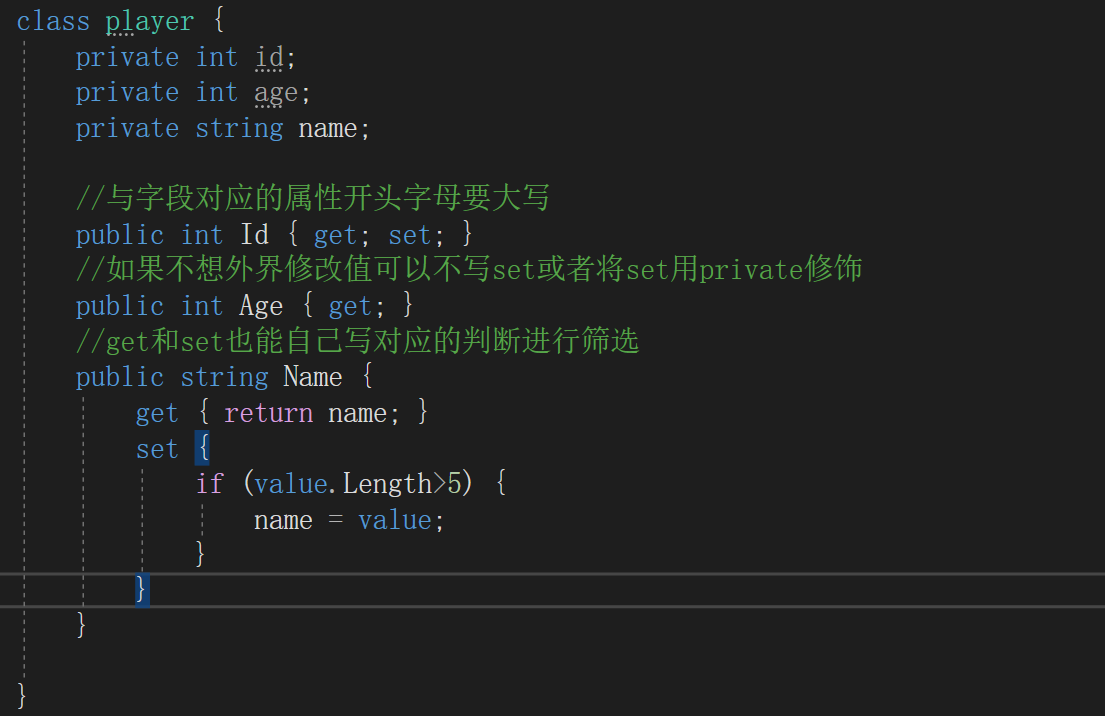 class player {
private int id;
private int age;
private string name;
//与字段对应的属性开头字母要大写
public int Id { get; set; }
//如果不想外界修改值可以不写set或者将set用private修饰
public int Age { get; }
//get和set也能自己写对应的判断进行筛选
public string Name {
get { return name; }
set {
if (value.Length>5) {
name = value;
}
}
}
}